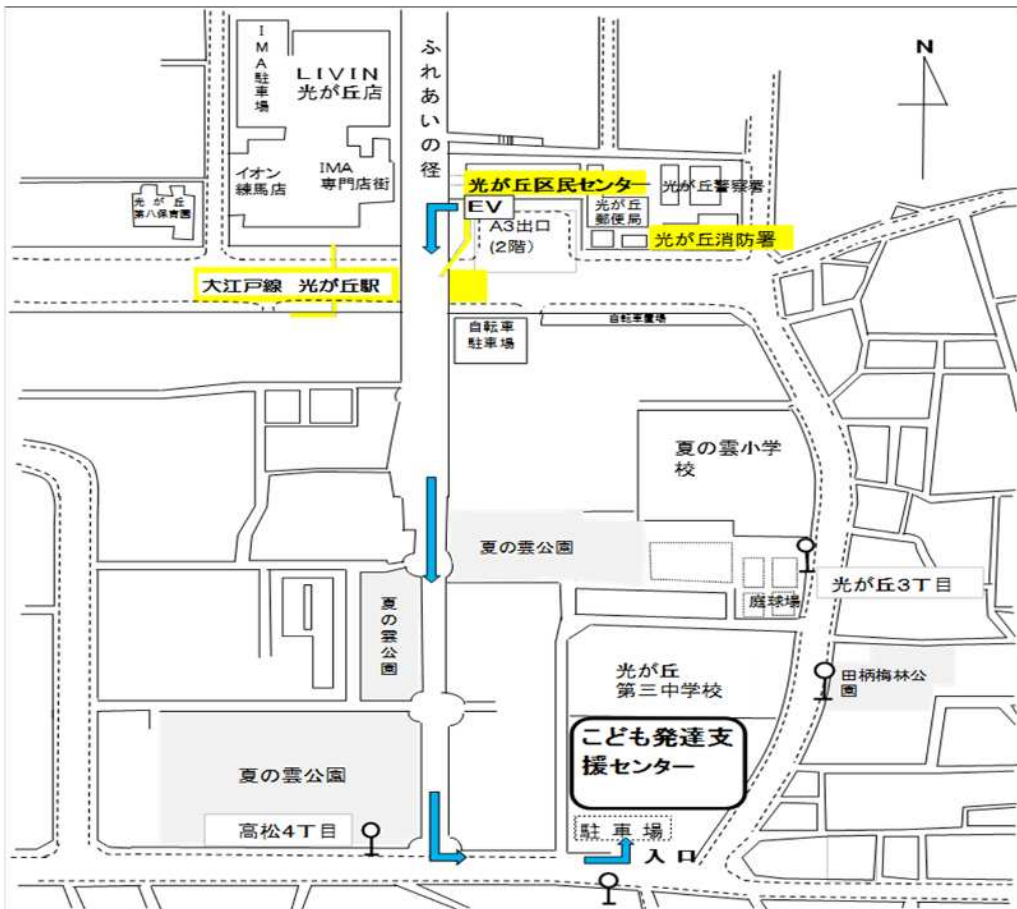 IMA駐車場
LIVIN
光が丘店
ふれあいの径
N
イオン
練馬店
IMA
専門店街
光が丘
第八保育園
光が丘区民センター
光が丘警察署
EV
光が丘
郵便局
A3出口
(2階)
光が丘消防署
大江戸線 光が丘駅
自転車
駐車場
自転車置場
夏の雲小学
校
夏の雲公園
光が丘3丁目
庭球場
夏の雲公園
光が丘
第三中学校
田柄梅林公
園
こども発達支
援センター
夏の雲公園
高松4丁目
駐車場
入口